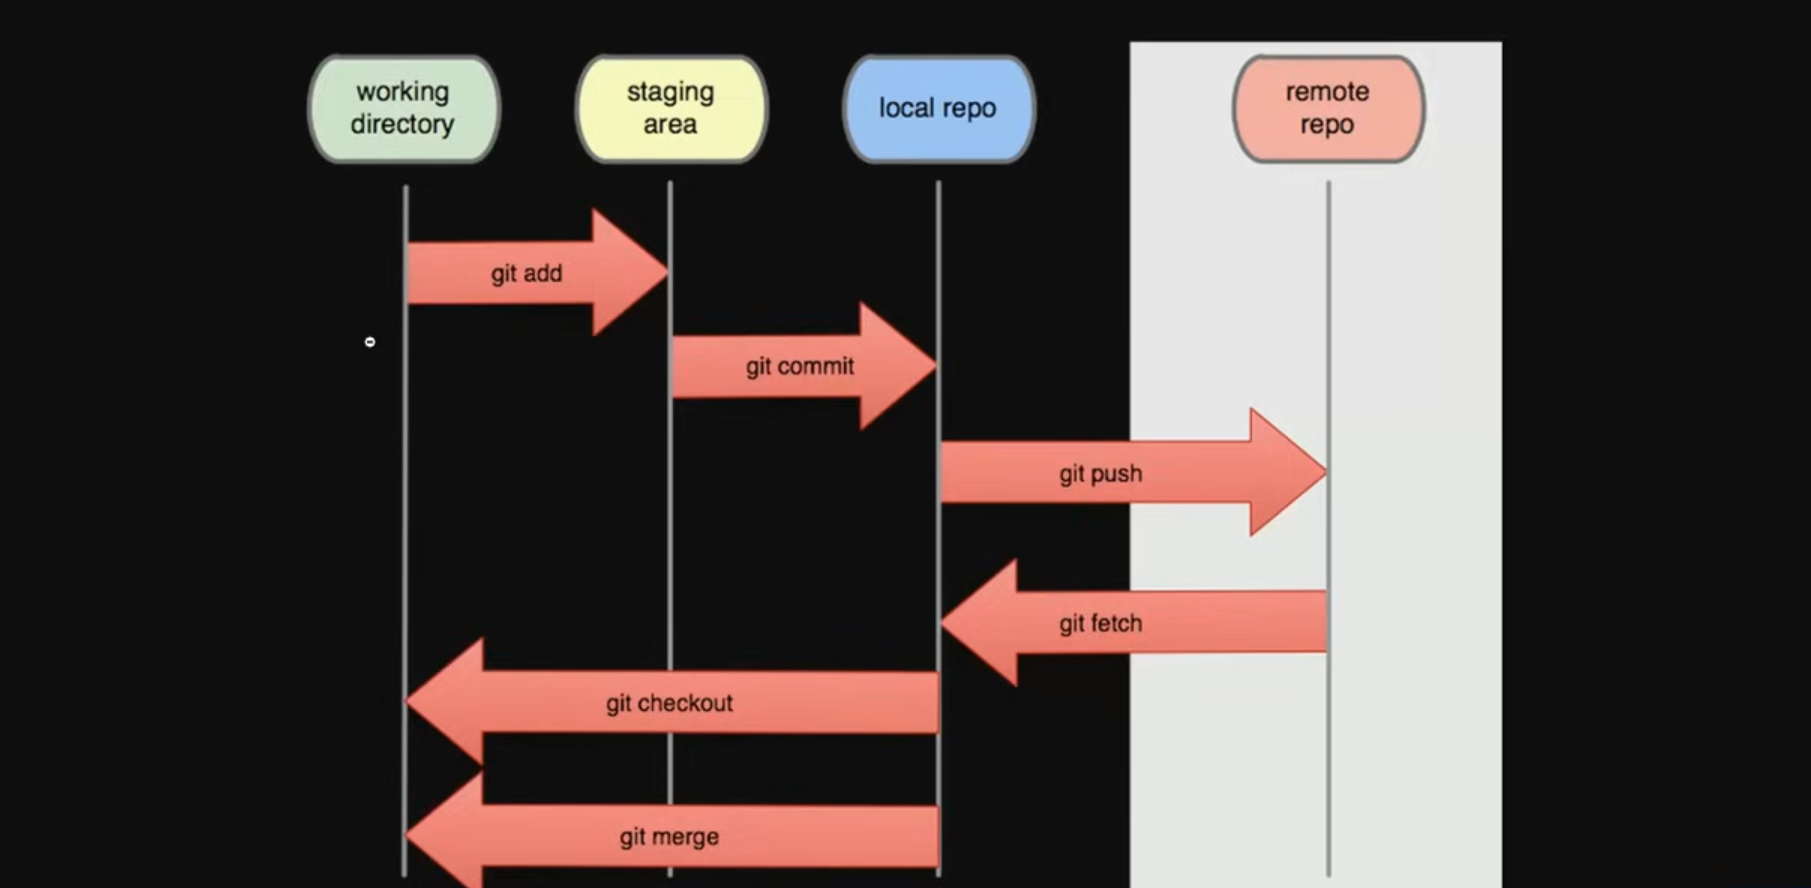 working
directory
staging
area
local repo
remote
repo
git add
git commit
git push
git fetch
git checkout
git merge